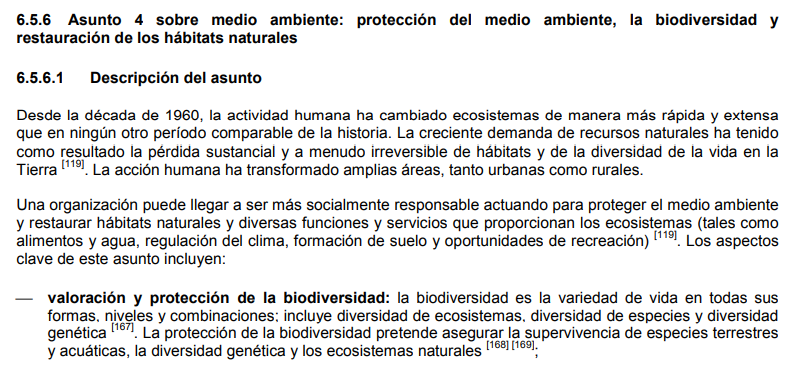 6.5.6 Asunto 4 sobre medio ambiente: protección del medio ambiente, la biodiversidad y
restauración de los hábitats naturales
6.5.6.1 Descripción del asunto
Desde la década de 1960, la actividad humana ha cambiado ecosistemas de manera más rápida y extensa
que en ningún otro período comparable de la historia. La creciente demanda de recursos naturales ha tenido
como resultado la pérdida sustancial y a menudo irreversible de hábitats y de la diversidad de la vida en la
Tierra [119]. La acción humana ha transformado amplias áreas, tanto urbanas como rurales.
Una organización puede llegar a ser más socialmente responsable actuando para proteger el medio ambiente
y restaurar hábitats naturales y diversas funciones y servicios que proporcionan los ecosistemas (tales como
alimentos y agua, regulación del clima, formación de suelo y oportunidades de recreación) [119]. Los aspectos
clave de este asunto incluyen:
— valoración y protección de la biodiversidad: la biodiversidad es la variedad de vida en todas sus
formas, niveles y combinaciones; incluye diversidad de ecosistemas, diversidad de especies y diversidad
genética [167]. La protección de la biodiversidad pretende asegurar la supervivencia de especies terrestres
y acuáticas, la diversidad genética y los ecosistemas naturales [168] [169];